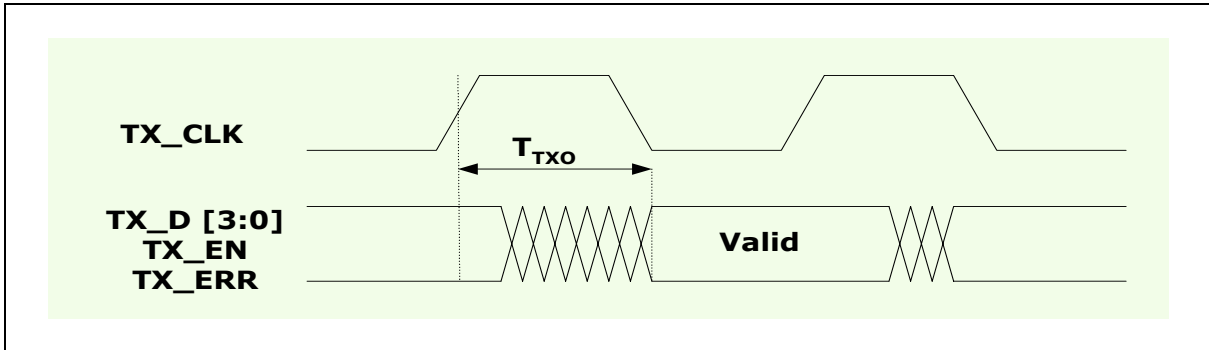 TX_CLK
T_TXO
TX_D [3:0]
TX_EN
TX_ERR
Valid